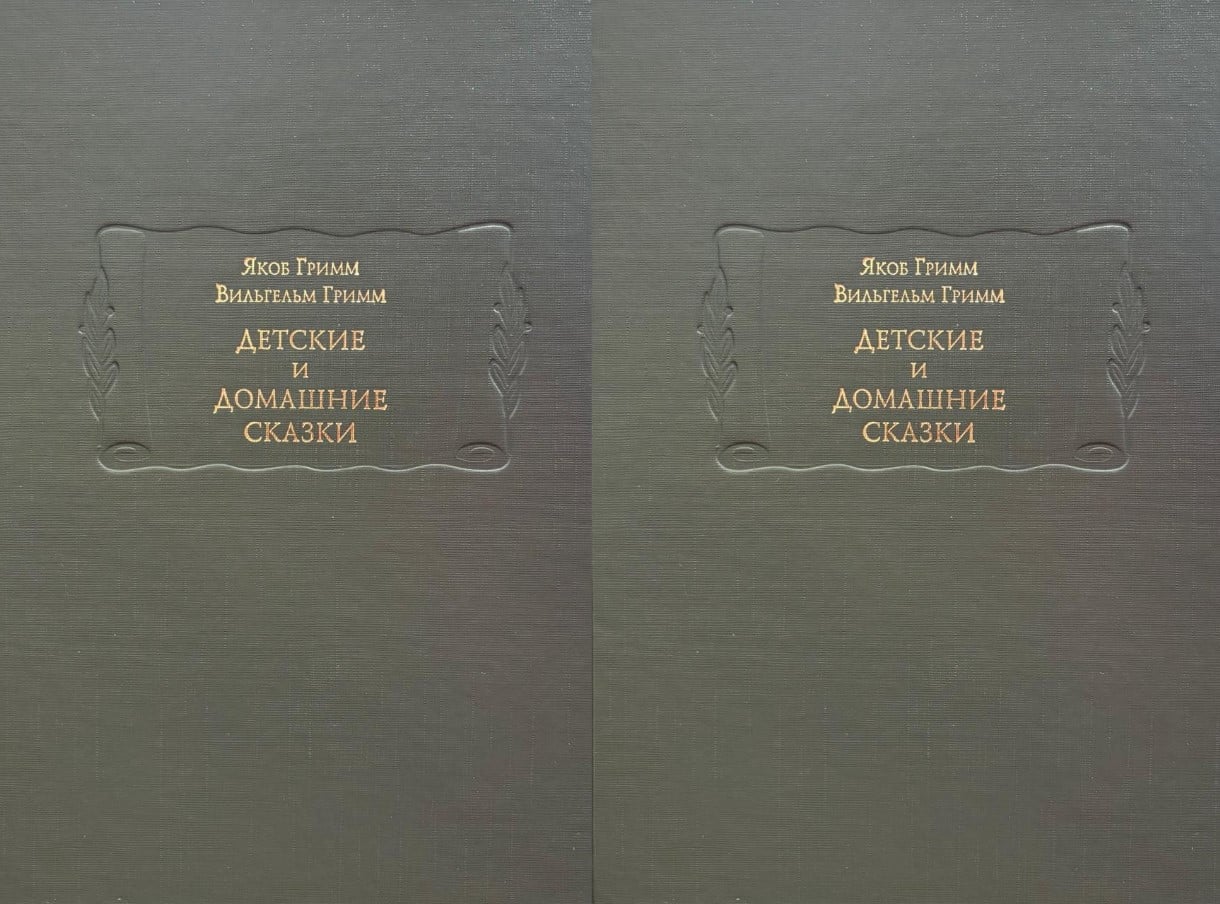 Якоб Гримм
Вильгельм Гримм
ДЕТСКИЕ
И
ДОМАШНИЕ
СКАЗКИ
Якоб Гримм
Вильгельм Гримм
ДЕТСКИЕ
И
ДОМАШНИЕ
СКАЗКИ